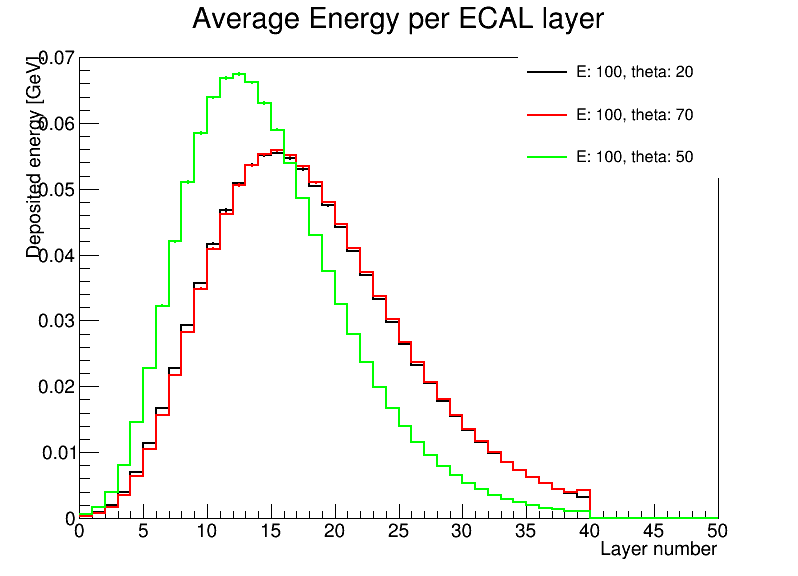 Average Energy per ECAL layer
Deposited energy [GeV]
0.07
0.06
0.05
0.04
0.03
0.02
0.01
0
E: 100, theta: 20
E: 100, theta: 70
E: 100, theta: 50
0 5 10 15 20 25 30 35 40 45 50
Layer number